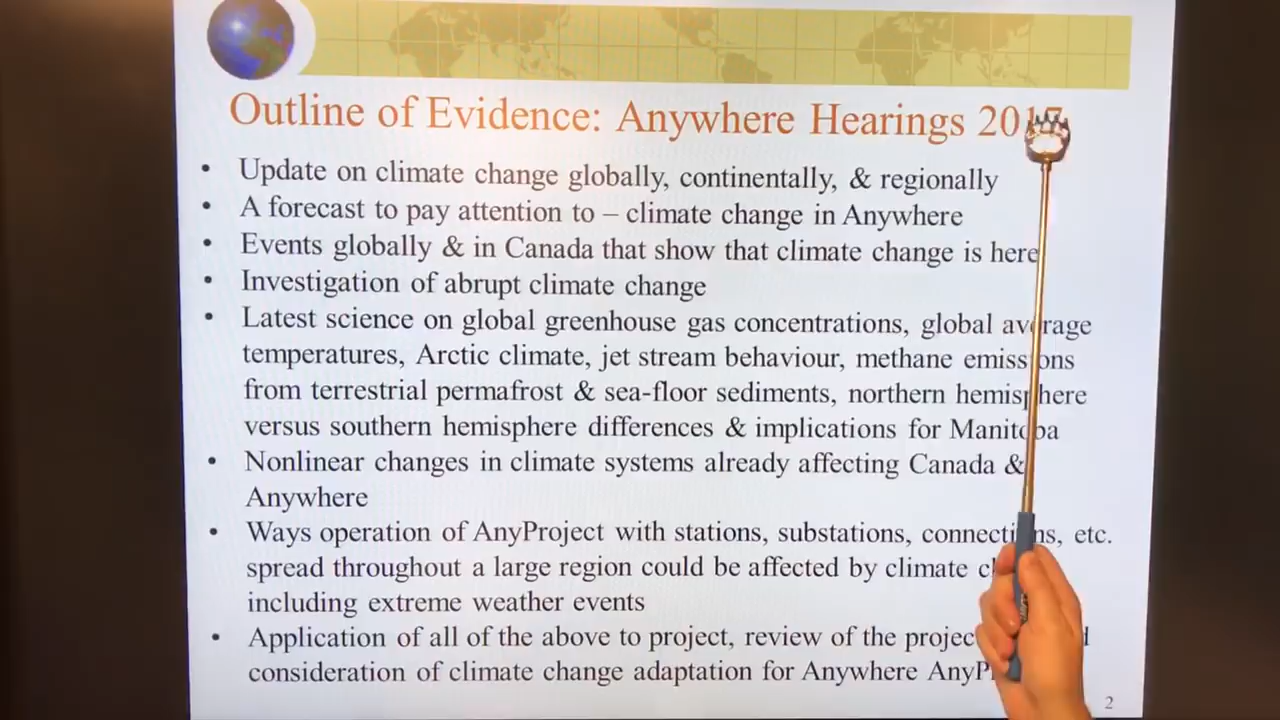 Outline of Evidence: Anywhere Hearings 2017
• Update on climate change globally, continentally, & regionally
• A forecast to pay attention to – climate change in Anywhere
• Events globally & in Canada that show that climate change is here
• Investigation of abrupt climate change
• Latest science on global greenhouse gas concentrations, global average
temperatures, Arctic climate, jet stream behaviour, methane emissions
from terrestrial permafrost & sea-floor sediments, northern hemisphere
versus southern hemisphere differences & implications for Manitoba
• Nonlinear changes in climate systems already affecting Canada &
Anywhere
• Ways operation of AnyProject with stations, substations, connections, etc.
spread throughout a large region could be affected by climate
including extreme weather events
• Application of all of the above to project, review of the
consideration of climate change adaptation for Anywhere
2